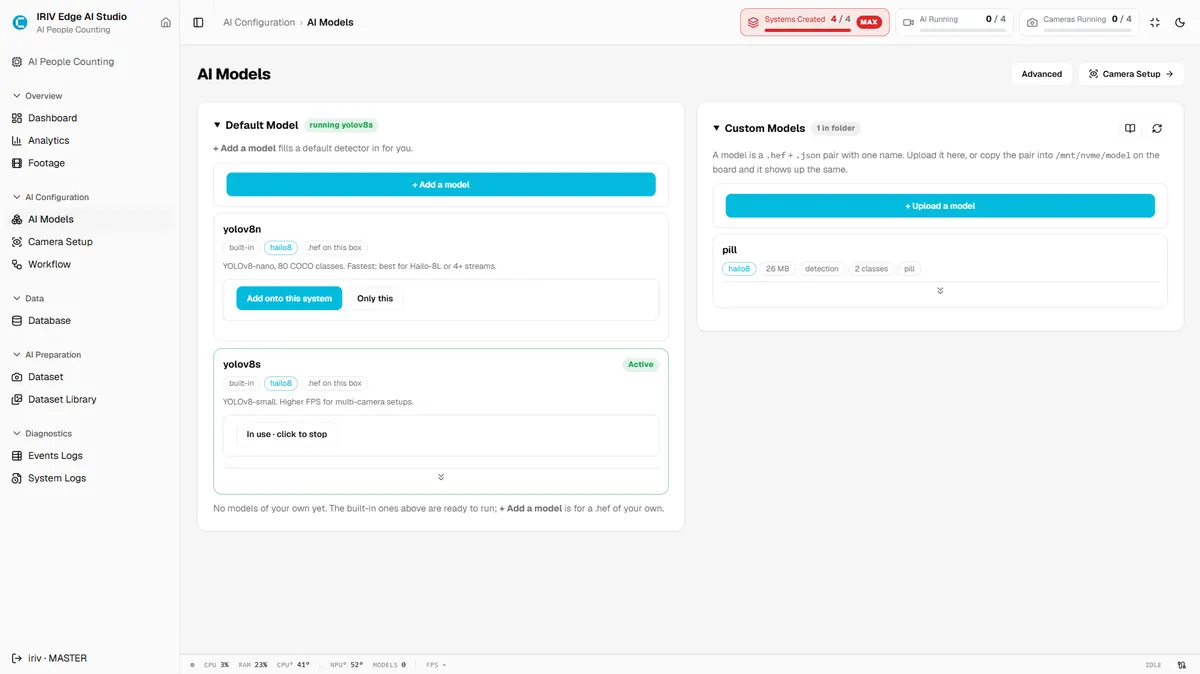 IRIV Edge AI Studio
AI People Counting
AI People Counting
Overview
Dashboard
Analytics
Footage
AI Configuration
AI Models
Camera Setup
Workflow
Data
Database
AI Preparation
Dataset
Dataset Library
Diagnostics
Events Logs
System Logs
iriv · MASTER
AI Configuration › AI Models
Systems Created 4 / 4 MAX
AI Running 0 / 4
Cameras Running 0 / 4
AI Models
Advanced
Camera Setup →
Default Model running yolov8s
+ Add a model fills a default detector in for you.
+ Add a model
yolov8n
built-in hailo8 .hef on this box
YOLOv8-nano, 80 COCO classes. Fastest; best for Hailo-8L or 4+ streams.
Add onto this system Only this
yolov8s Active
built-in hailo8 .hef on this box
YOLOv8-small. Higher FPS for multi-camera setups.
In use · click to stop
No models of your own yet. The built-in ones above are ready to run; + Add a model is for a .hef of your own.
Custom Models 1 in folder
A model is a .hef + .json pair with one name. Upload it here, or copy the pair into /mnt/nvme/model on the
board and it shows up the same.
+ Upload a model
pill
hailo8 26 MB detection 2 classes pill
CPU 3% RAM 23% CPU° 41° NPU° 52° MODELS 0 FPS -
IDLE